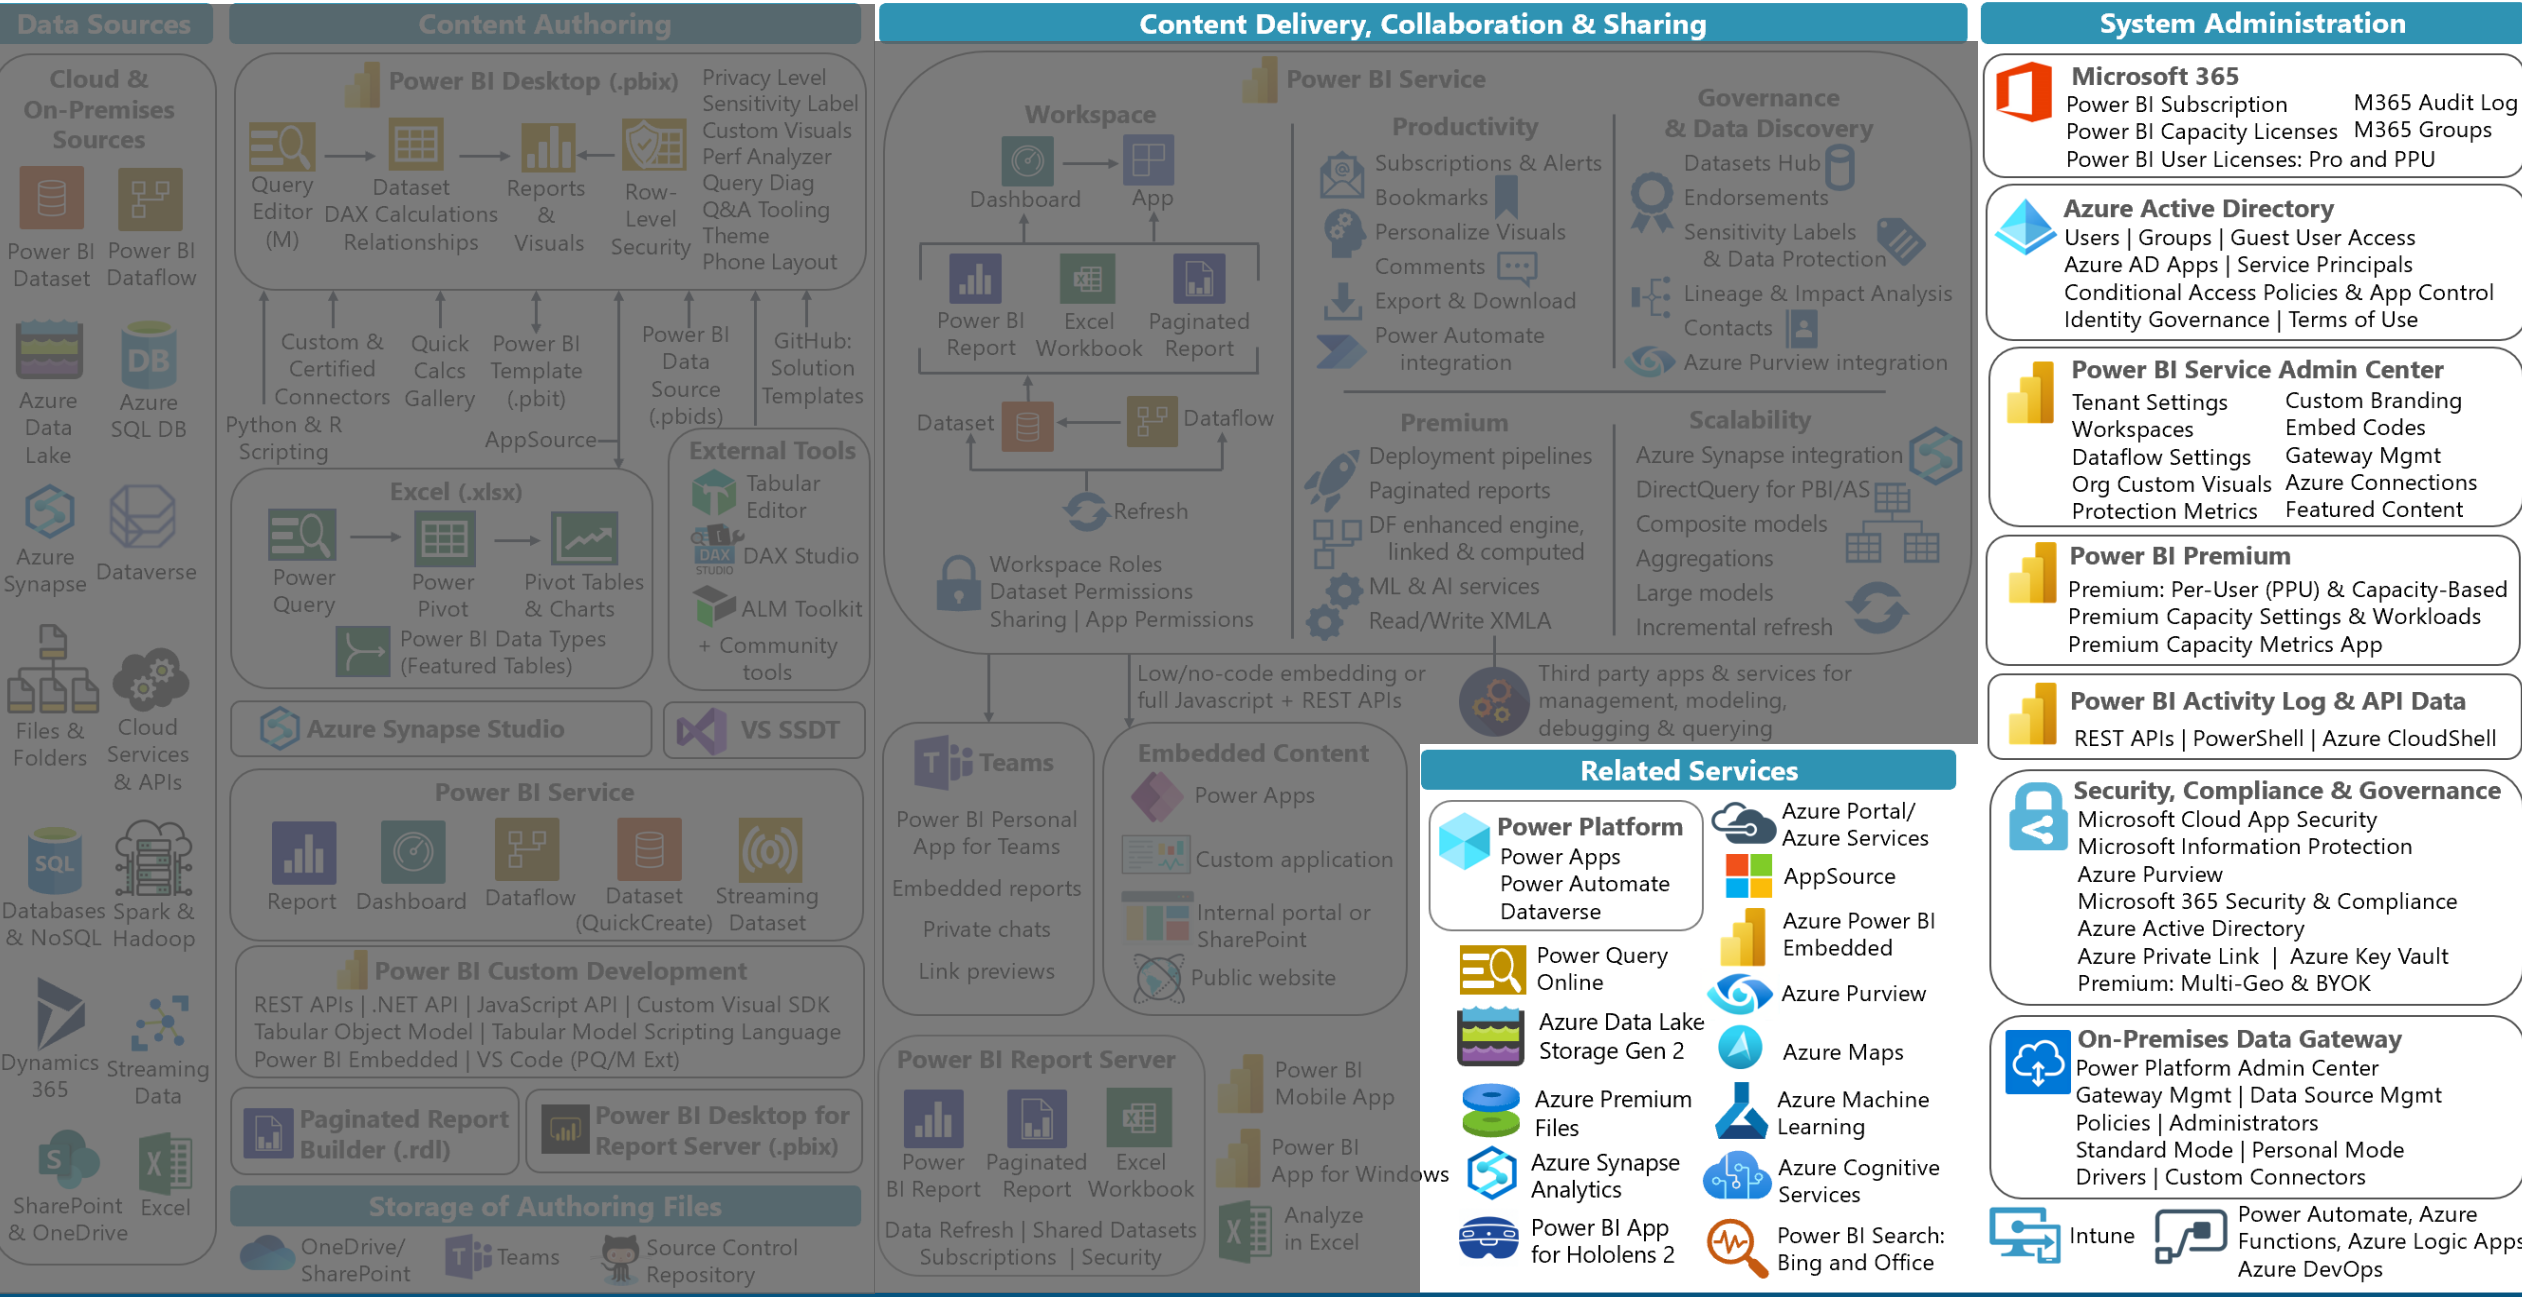 Data Sources
Cloud &
On-Premises
Sources
Power BI
Dataset
Power BI
Dataflow
Azure
Data
Lake
DB
Azure
SQL DB
Azure
Synapse
Dataverse
Files &
Folders
Cloud
Services
& APIs
SQL
Databases
& NoSQL
Spark &
Hadoop
Dynamics
365
Streaming
Data
SharePoint
& OneDrive
Excel
Content Authoring
Power BI Desktop (.pbix)
Query
Editor
(M)
Dataset
DAX Calculations
Relationships
Reports
&
Visuals
Row-
Level
Security
Privacy Level
Sensitivity Label
Custom Visuals
Perf Analyzer
Query Diag
Q&A Tooling
Theme
Phone Layout
Python & R
Scripting
Custom &
Certified
Connectors
Quick
Calcs
Gallery
Power BI
Template
(.pbit)
AppSource
Power BI
Data
Source
(.pbids)
GitHub:
Solution
Templates
Excel (.xlsx)
Power
Query
Power
Pivot
Pivot Tables
& Charts
Power BI Data Types
(Featured Tables)
External Tools
Tabular
Editor
DAX
STUDIO
DAX Studio
ALM Toolkit
+ Community
tools
Azure Synapse Studio
VS SSDT
Power BI Service
Report
Dashboard
Dataflow
Dataset
(QuickCreate)
Streaming
Dataset
Power BI Custom Development
REST APIs | .NET API | JavaScript API | Custom Visual SDK
Tabular Object Model | Tabular Model Scripting Language
Power BI Embedded | VS Code (PQ/M Ext)
Paginated Report
Builder (.rdl)
Power BI Desktop for
Report Server (.pbix)
Storage of Authoring Files
OneDrive/
SharePoint
Teams
Source Control
Repository
Content Delivery, Collaboration & Sharing
Power BI Service
Workspace
Dashboard
App
Power BI
Report
Excel
Workbook
Paginated
Report
Dataset
Dataflow
Refresh
Workspace Roles
Dataset Permissions
Sharing | App Permissions
Productivity
Subscriptions & Alerts
Bookmarks
Personalize Visuals
Comments
Export & Download
Power Automate
integration
Governance
& Data Discovery
Datasets Hub
Endorsements
Sensitivity Labels
& Data Protection
Lineage & Impact Analysis
Contacts
Azure Purview integration
Premium
Deployment pipelines
Paginated reports
DF enhanced engine,
linked & computed
ML & AI services
Read/Write XMLA
Scalability
Azure Synapse integration
DirectQuery for PBI/AS
Composite models
Aggregations
Large models
Incremental refresh
Low/no-code embedding or
full Javascript + REST APIs
Third party apps & services for
management, modeling,
debugging & querying
Teams
Power BI Personal
App for Teams
Embedded reports
Private chats
Link previews
Embedded Content
Power Apps
Custom application
Internal portal or
SharePoint
Public website
Power BI Report Server
Power
BI Report
Paginated
Report
Excel
Workbook
Data Refresh | Shared Datasets
Subscriptions | Security
Power BI
Mobile App
Power BI
App for Windows
Analyze
in Excel
Related Services
Power Platform
Power Apps
Power Automate
Dataverse
Power Query
Online
Azure Data Lake
Storage Gen 2
Azure Premium
Files
Azure Synapse
Analytics
Power BI App
for Hololens 2
Azure Portal/
Azure Services
AppSource
Azure Power BI
Embedded
Azure Purview
Azure Maps
Azure Machine
Learning
Azure Cognitive
Services
Power BI Search:
Bing and Office
System Administration
Microsoft 365
Power BI Subscription
Power BI Capacity Licenses
Power BI User Licenses: Pro and PPU
M365 Audit Log
M365 Groups
Azure Active Directory
Users | Groups | Guest User Access
Azure AD Apps | Service Principals
Conditional Access Policies & App Control
Identity Governance | Terms of Use
Power BI Service Admin Center
Tenant Settings
Workspaces
Dataflow Settings
Org Custom Visuals
Protection Metrics
Custom Branding
Embed Codes
Gateway Mgmt
Azure Connections
Featured Content
Power BI Premium
Premium: Per-User (PPU) & Capacity-Based
Premium Capacity Settings & Workloads
Premium Capacity Metrics App
Power BI Activity Log & API Data
REST APIs | PowerShell | Azure CloudShell
Security, Compliance & Governance
Microsoft Cloud App Security
Microsoft Information Protection
Azure Purview
Microsoft 365 Security & Compliance
Azure Active Directory
Azure Private Link | Azure Key Vault
Premium: Multi-Geo & BYOK
On-Premises Data Gateway
Power Platform Admin Center
Gateway Mgmt | Data Source Mgmt
Policies | Administrators
Standard Mode | Personal Mode
Drivers | Custom Connectors
Intune
Power Automate, Azure
Functions, Azure Logic Apps
Azure DevOps